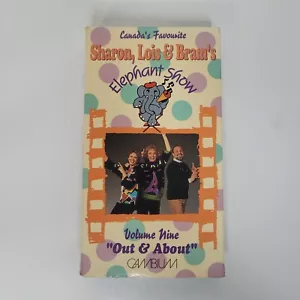 Canada's Favourite
Sharon, Lois & Bram's
Elephant Show
Volume Nine
"Out & About"
CAMBIUM